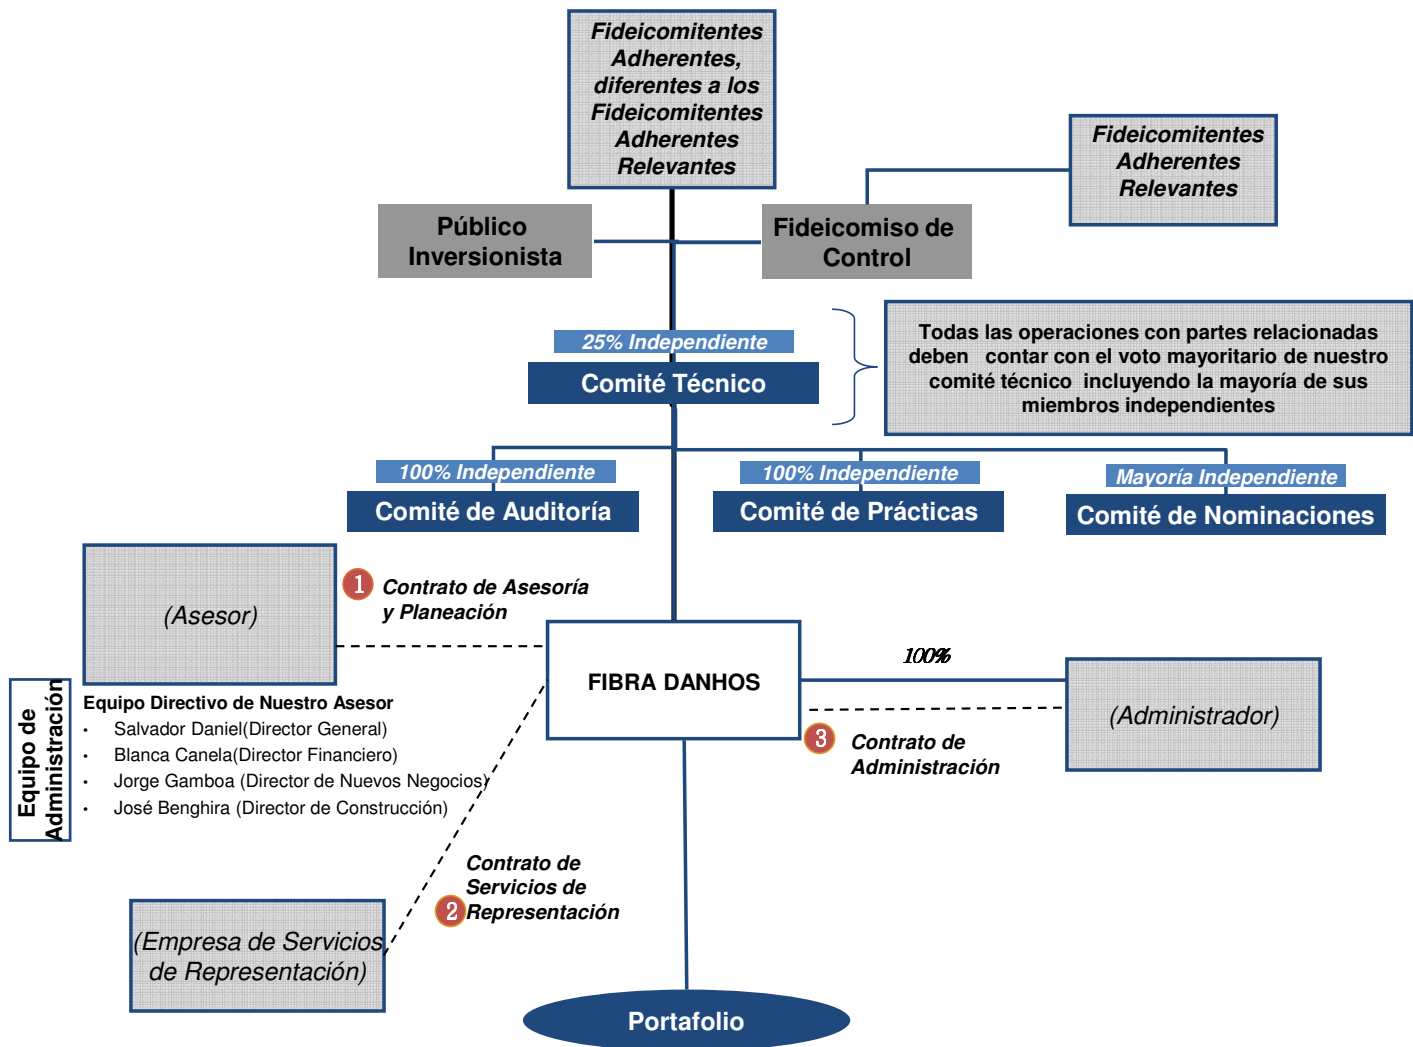 Fideicomitentes
Adherentes,
diferentes a los
Fideicomitentes
Adherentes
Relevantes
Fideicomitentes
Adherentes
Relevantes
Público
Inversionista
Fideicomiso de
Control
25% Independiente
Comité Técnico
Todas las operaciones con partes relacionadas
deben contar con el voto mayoritario de nuestro
comité técnico incluyendo la mayoría de sus
miembros independientes
100% Independiente
Comité de Auditoría
100% Independiente
Comité de Prácticas
Mayoría Independiente
Comité de Nominaciones
(Asesor)
1
Contrato de Asesoría
y Planeación
FIBRA DANHOS
100%
(Administrador)
3
Contrato de
Administración
Equipo de
Administración
Equipo Directivo de Nuestro Asesor
• Salvador Daniel(Director General)
• Blanca Canela(Director Financiero)
• Jorge Gamboa (Director de Nuevos Negocios)
• José Benghira (Director de Construcción)
Contrato de
Servicios de
2 Representación
(Empresa de Servicios
de Representación)
Portafolio